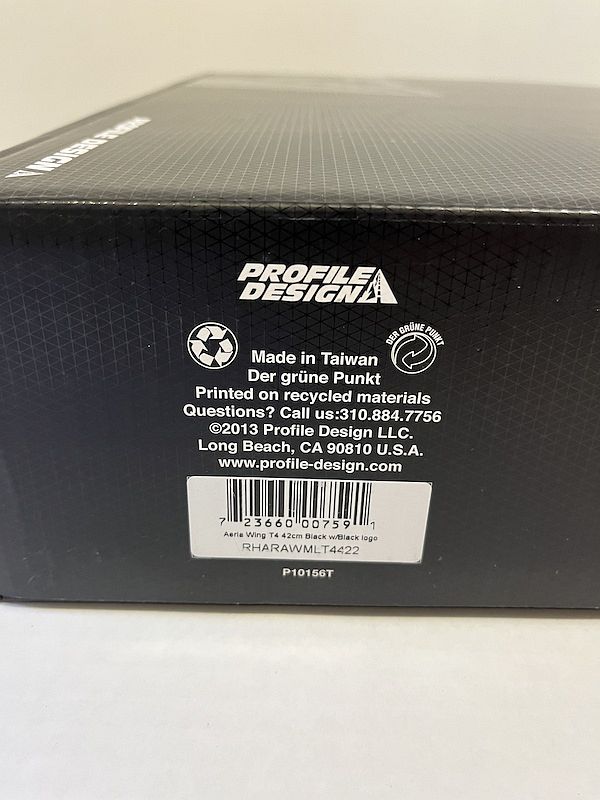 PROFILE DESIGN
PROFILE
DESIGN
DER GRÜNE PUNKT
Made in Taiwan
Der grüne Punkt
Printed on recycled materials
Questions? Call us:310.884.7756
©2013 Profile Design LLC.
Long Beach, CA 90810 U.S.A.
www.profile-design.com
7 23660 00759 1
Aeria Wing T4 42cm Black w/Black logo
RHARAWMLT4422
P10156T